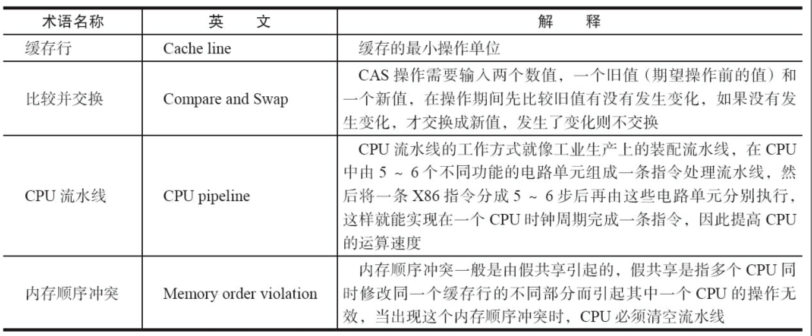 术语名称 英 文 解 释
缓存行 Cache line 缓存的最小操作单位
比较并交换 Compare and Swap CAS 操作需要输入两个数值，一个旧值（期望操作前的值）和
一个新值，在操作期间先比较旧值有没有发生变化，如果没有发
生变化，才交换成新值，发生了变化则不交换
CPU 流水线 CPU pipeline CPU 流水线的工作方式就像工业生产上的装配流水线，在 CPU
中由 5 ~ 6 个不同功能的电路单元组成一条指令处理流水线，然
后将一条 X86 指令分成 5 ~ 6 步后再由这些电路单元分别执行，
这样就能实现在一个 CPU 时钟周期完成一条指令，因此提高 CPU
的运算速度
内存顺序冲突 Memory order violation 内存顺序冲突一般是由假共享引起的，假共享是指多个 CPU 同
时修改同一个缓存行的不同部分而引起其中一个 CPU 的操作无
效，当出现这个内存顺序冲突时，CPU 必须清空流水线